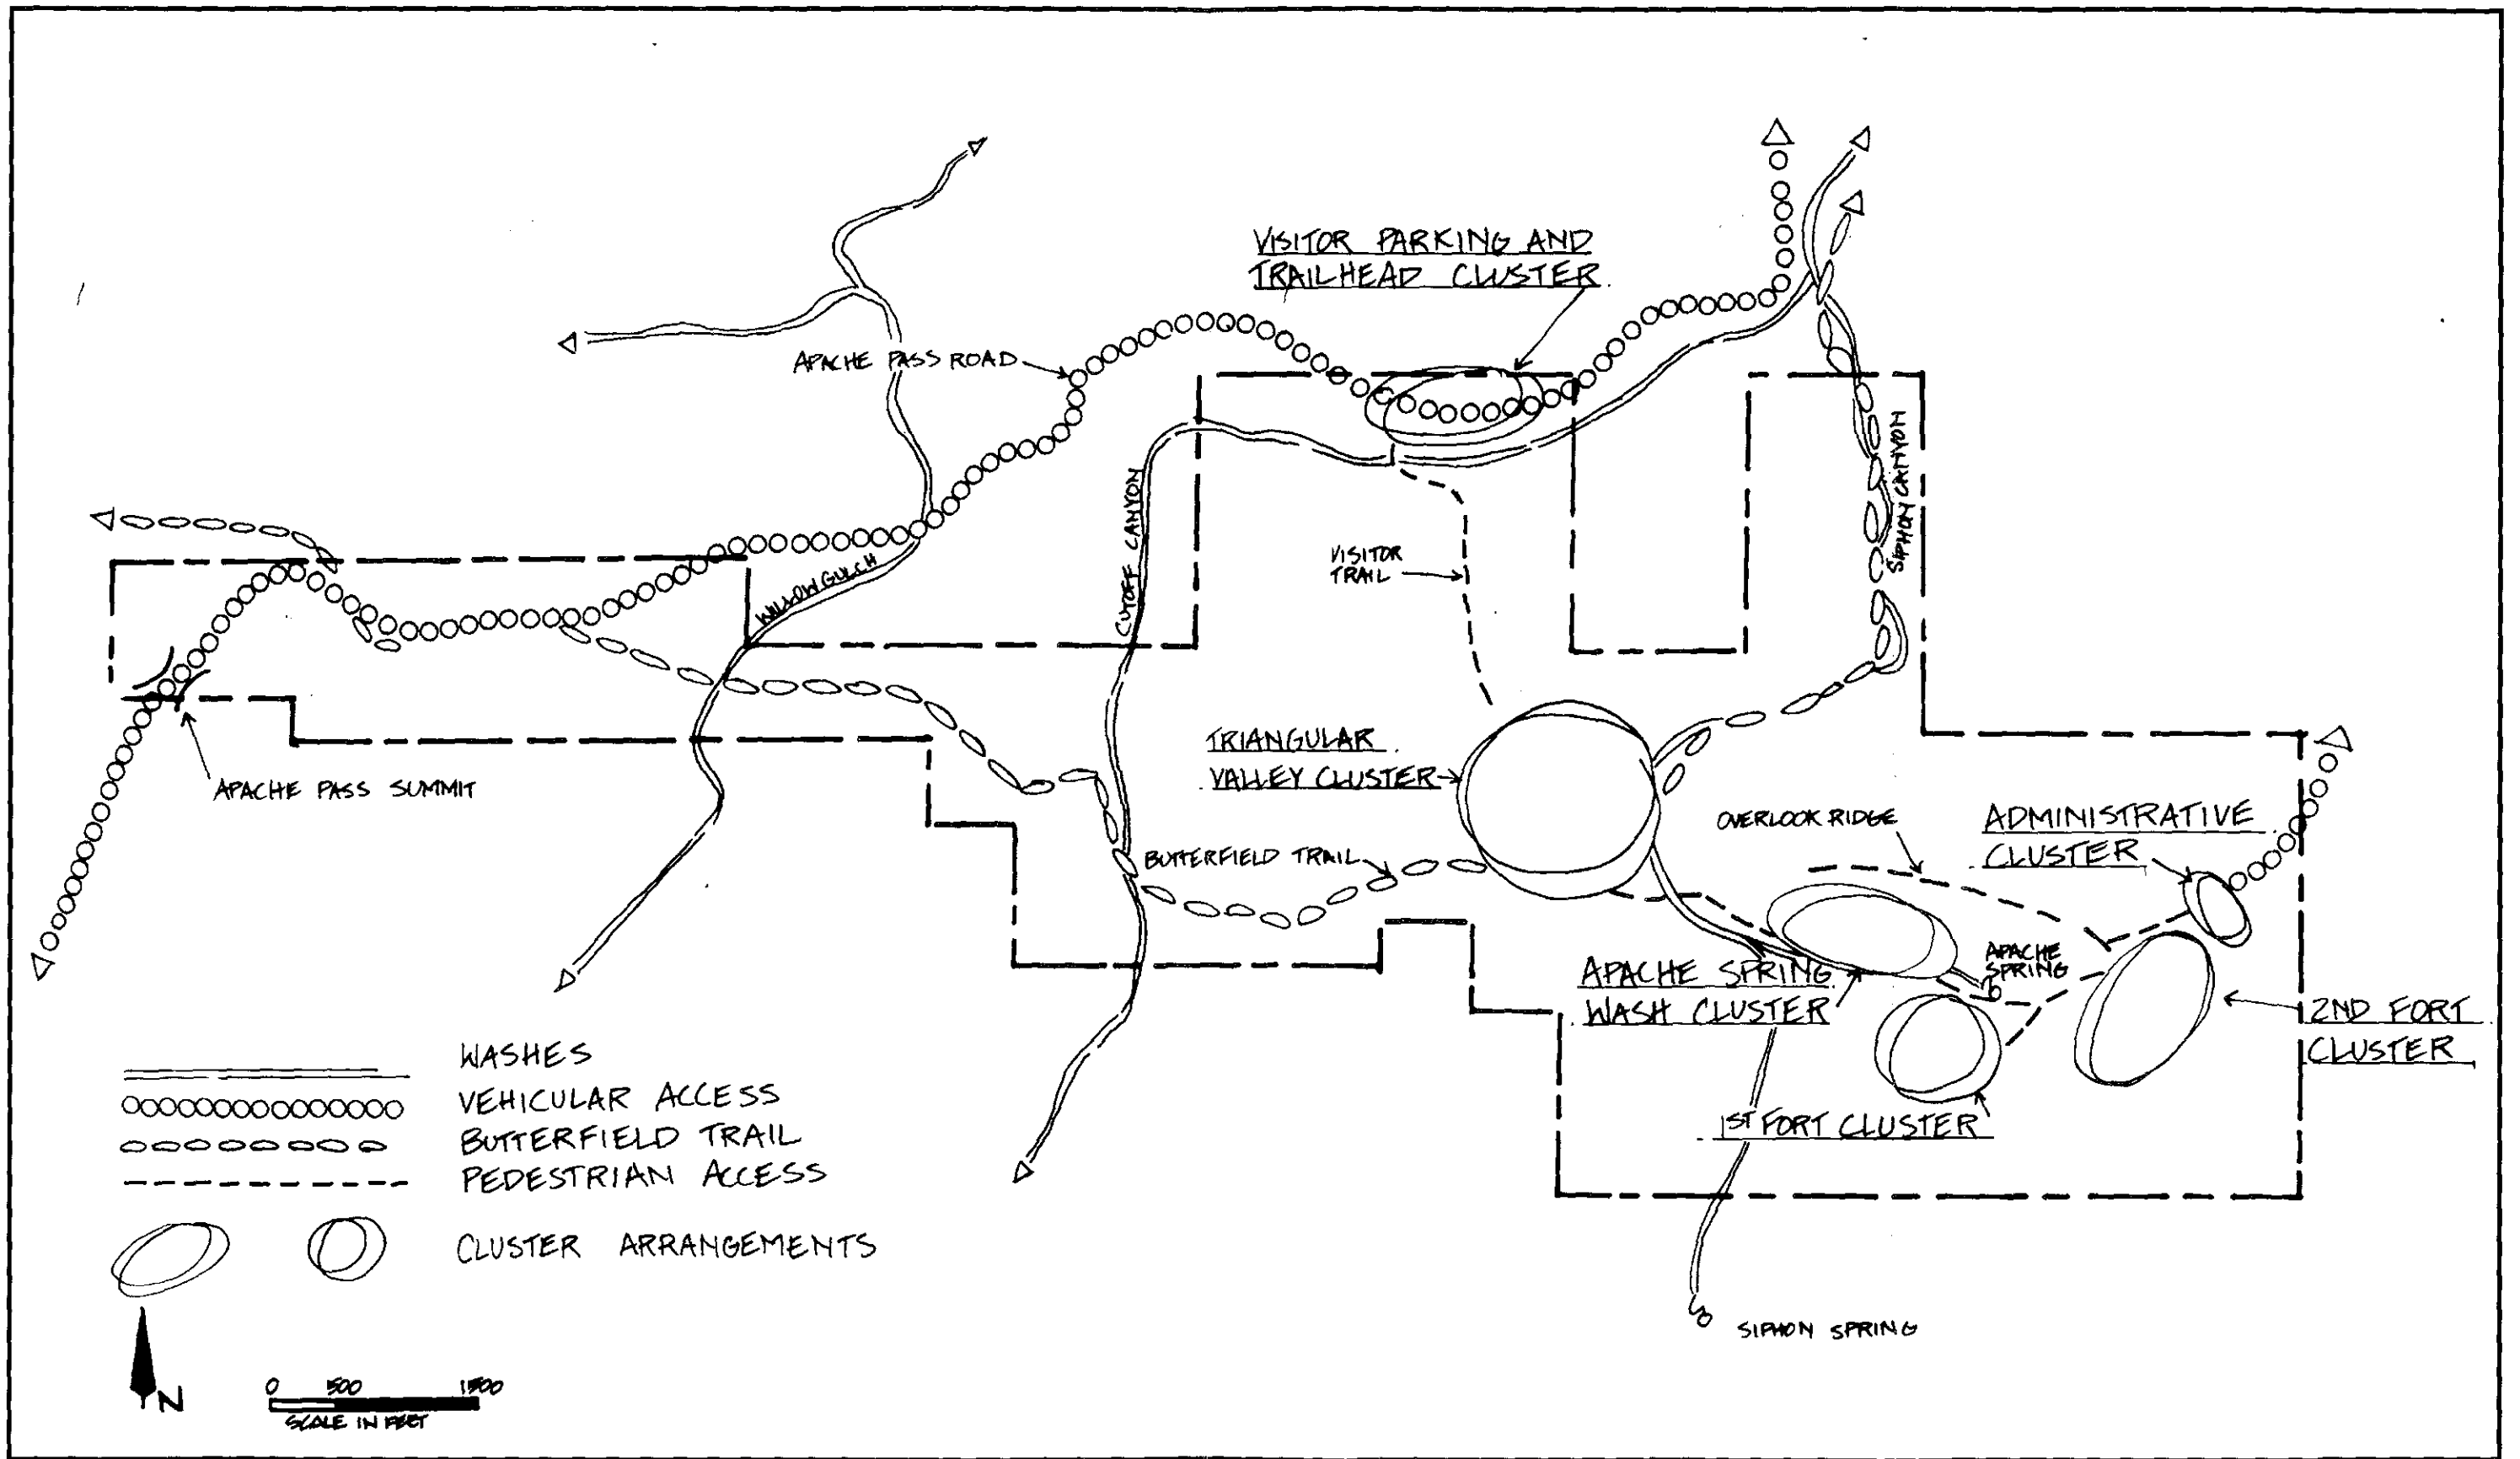 VISITOR PARKING AND
TRAILHEAD CLUSTER
APACHE PASS ROAD
SIPHON CANYON
CUTOFF CANYON
WILLOW GULCH
VISITOR
TRAIL
TRIANGULAR
VALLEY CLUSTER
APACHE PASS SUMMIT
OVERLOOK RIDGE
ADMINISTRATIVE
CLUSTER
BUTTERFIELD TRAIL
APACHE
SPRING
APACHE SPRING
WASH CLUSTER
2ND FORT
CLUSTER
1ST FORT CLUSTER
WASHES
VEHICULAR ACCESS
BUTTERFIELD TRAIL
PEDESTRIAN ACCESS
CLUSTER ARRANGEMENTS
SIPHON SPRING
N
0 500 1500
SCALE IN FEET